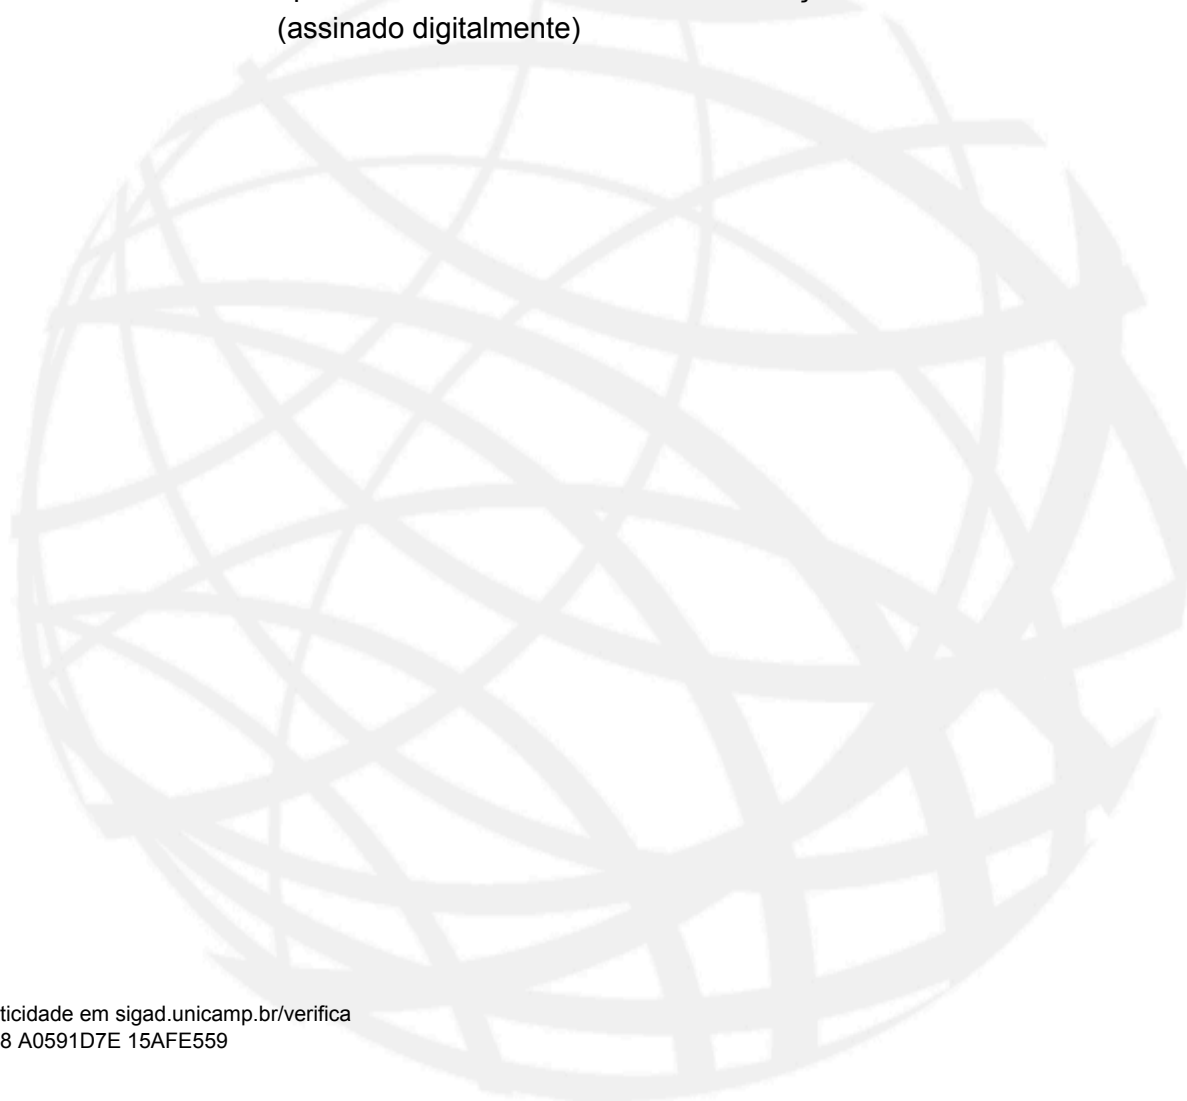 (assinado digitalmente)
ticidade em sigad.unicamp.br/verifica
8 A0591D7E 15AFE559